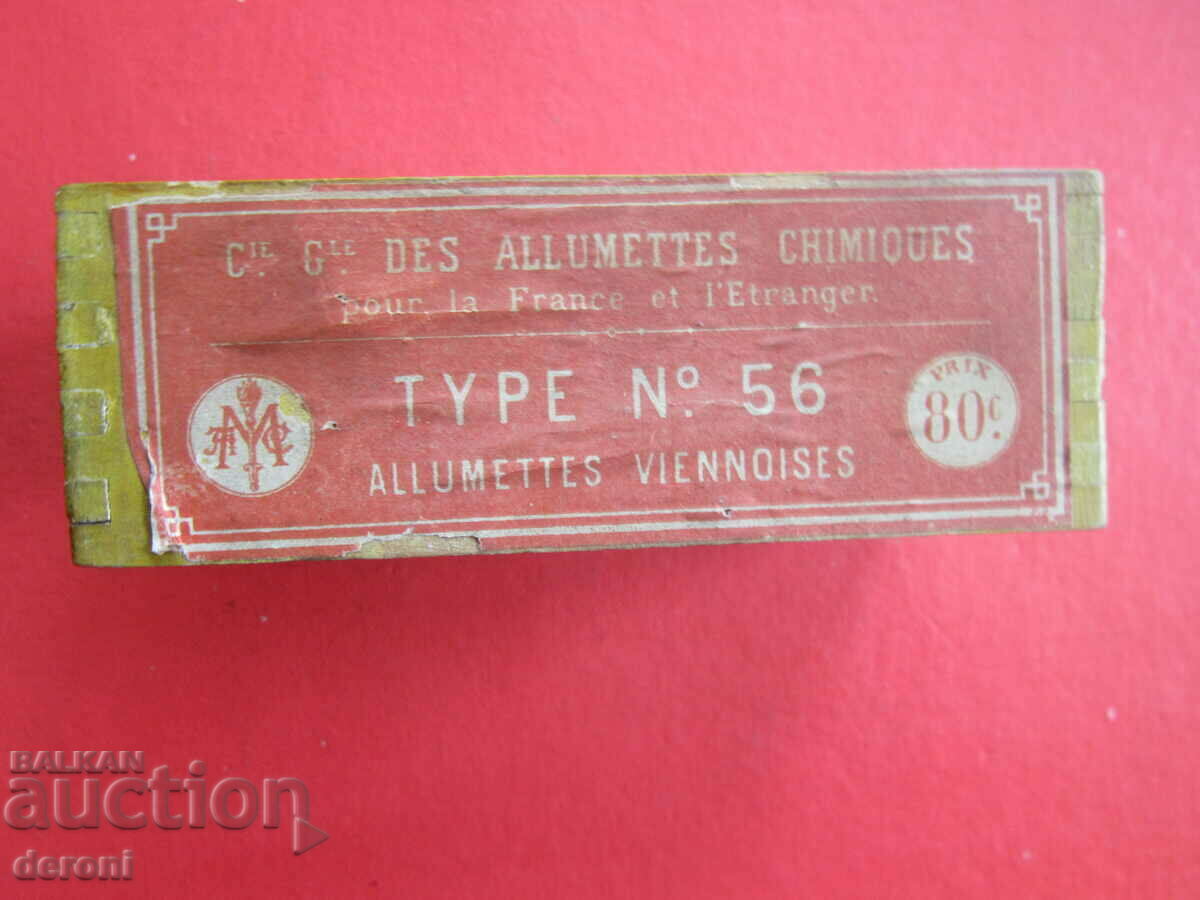 CIE. GLE. DES ALLUMETTES CHIMIQUES
pour la France et l'Etranger.
TYPE No. 56
ALLUMETTES VIENNOISES
PRIX
80c.
BALKAN
auction
deroni